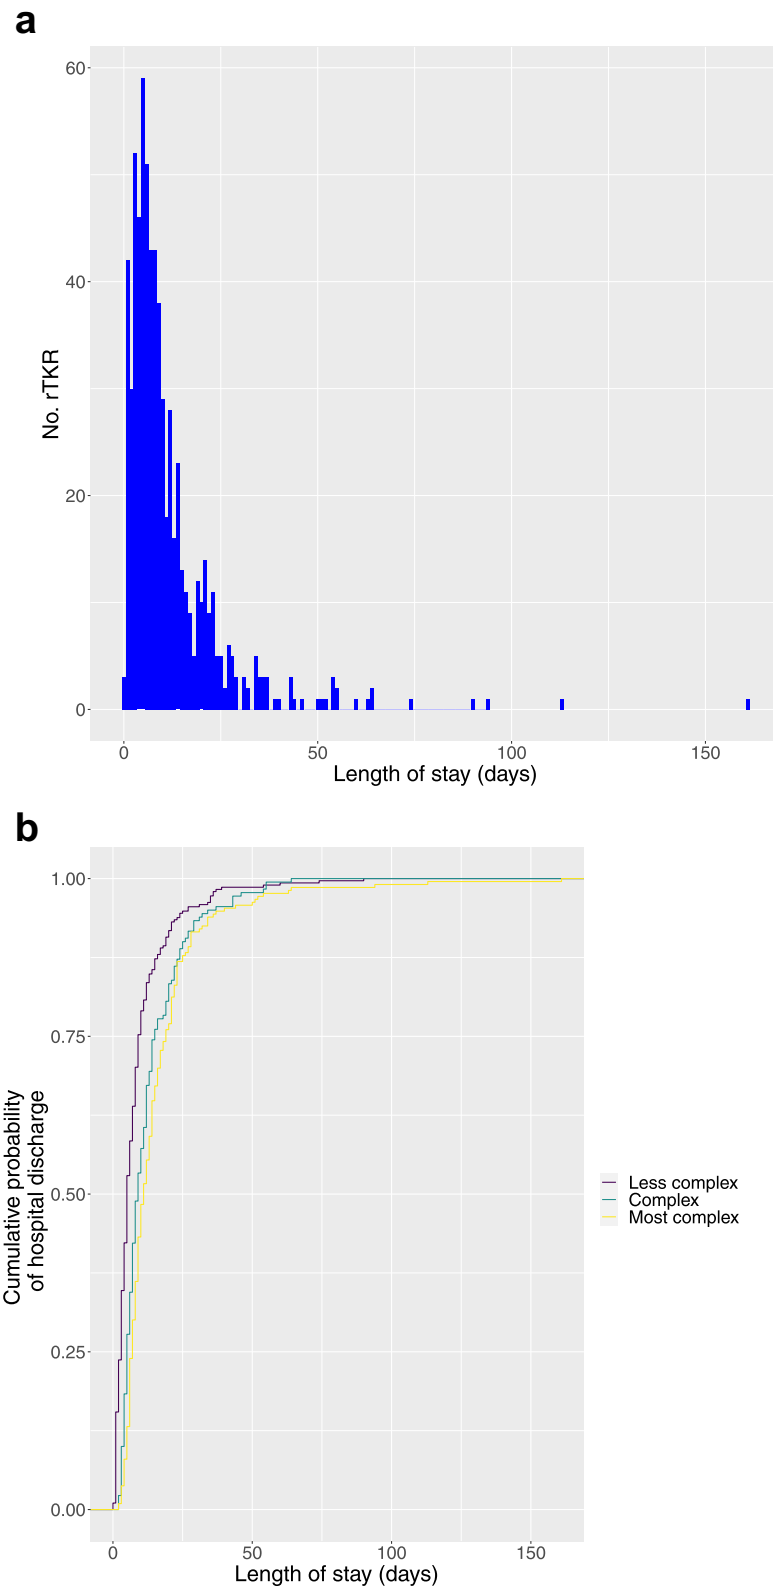 a
60
40
20
0
No. rTKR
0 50 100 150
Length of stay (days)
b
1.00
0.75
0.50
0.25
0.00
Cumulative probability
of hospital discharge
Less complex
Complex
Most complex
0 50 100 150
Length of stay (days)